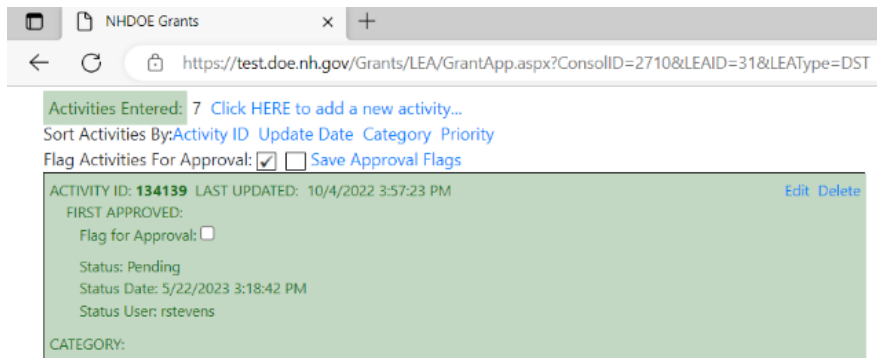 NHDOE Grants
https://test.doe.nh.gov/Grants/LEA/GrantApp.aspx?ConsolID=2710&LEAID=31&LEAType=DST
Activities Entered: 7 Click HERE to add a new activity...
Sort Activities By:Activity ID Update Date Category Priority
Flag Activities For Approval: Save Approval Flags
ACTIVITY ID: 134139 LAST UPDATED: 10/4/2022 3:57:23 PM Edit Delete
FIRST APPROVED:
Flag for Approval:
Status: Pending
Status Date: 5/22/2023 3:18:42 PM
Status User: rstevens
CATEGORY: